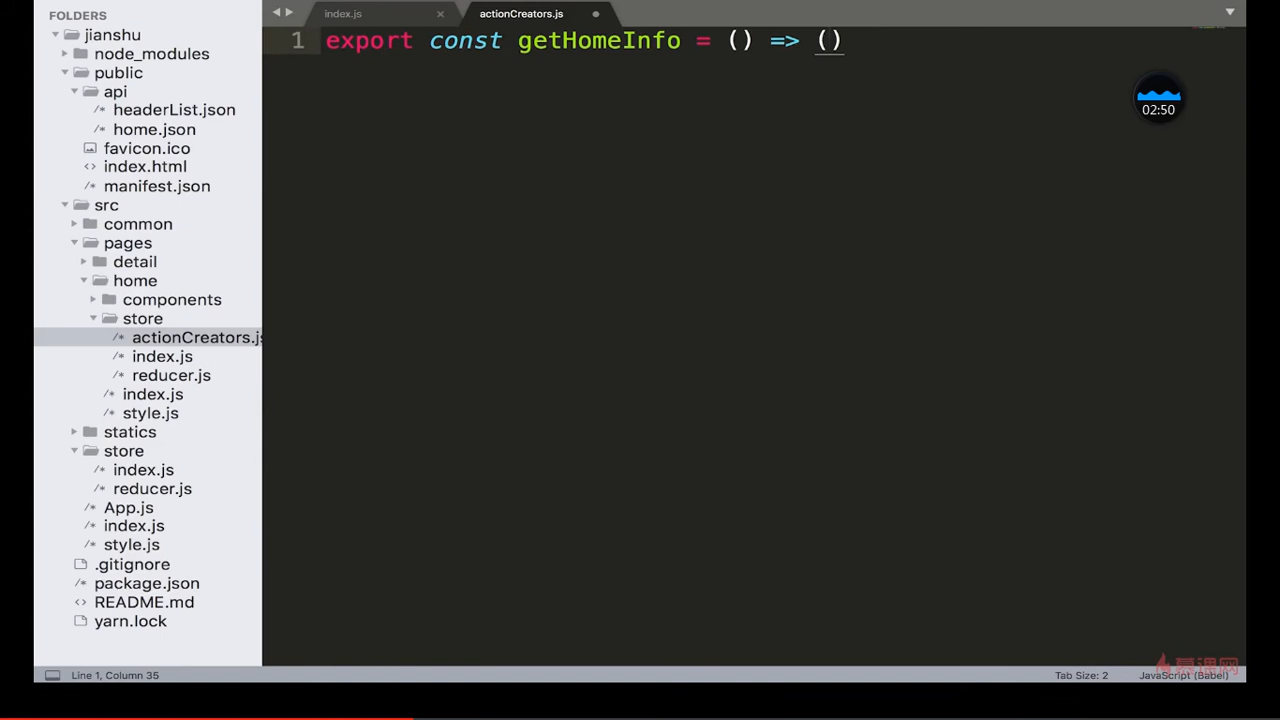 FOLDERS
jianshu
node_modules
public
api
headerList.json
home.json
favicon.ico
index.html
manifest.json
src
common
pages
detail
home
components
store
actionCreators.js
index.js
reducer.js
index.js
style.js
statics
store
index.js
reducer.js
App.js
index.js
style.js
.gitignore
package.json
README.md
yarn.lock
index.js ×
actionCreators.js
1 export const getHomeInfo = () => ()
02:50
慕课网
Line 1, Column 35
Tab Size: 2 JavaScript (Babel)